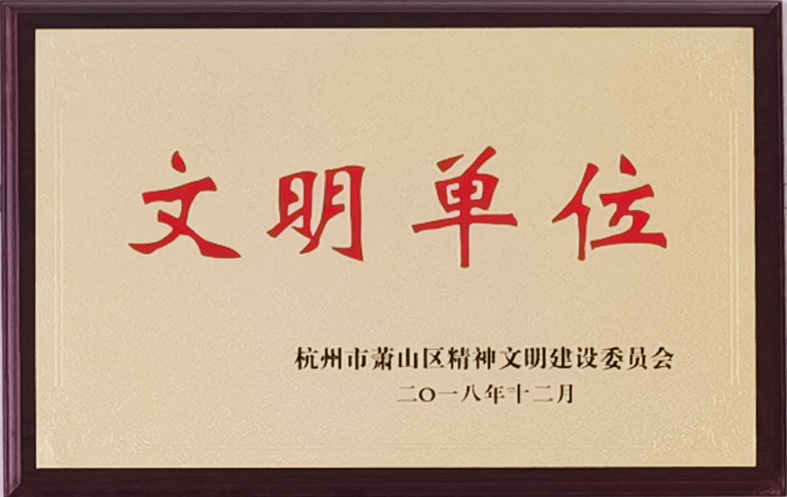 文明单位
杭州市萧山区精神文明建设委员会
二〇一八年十二月